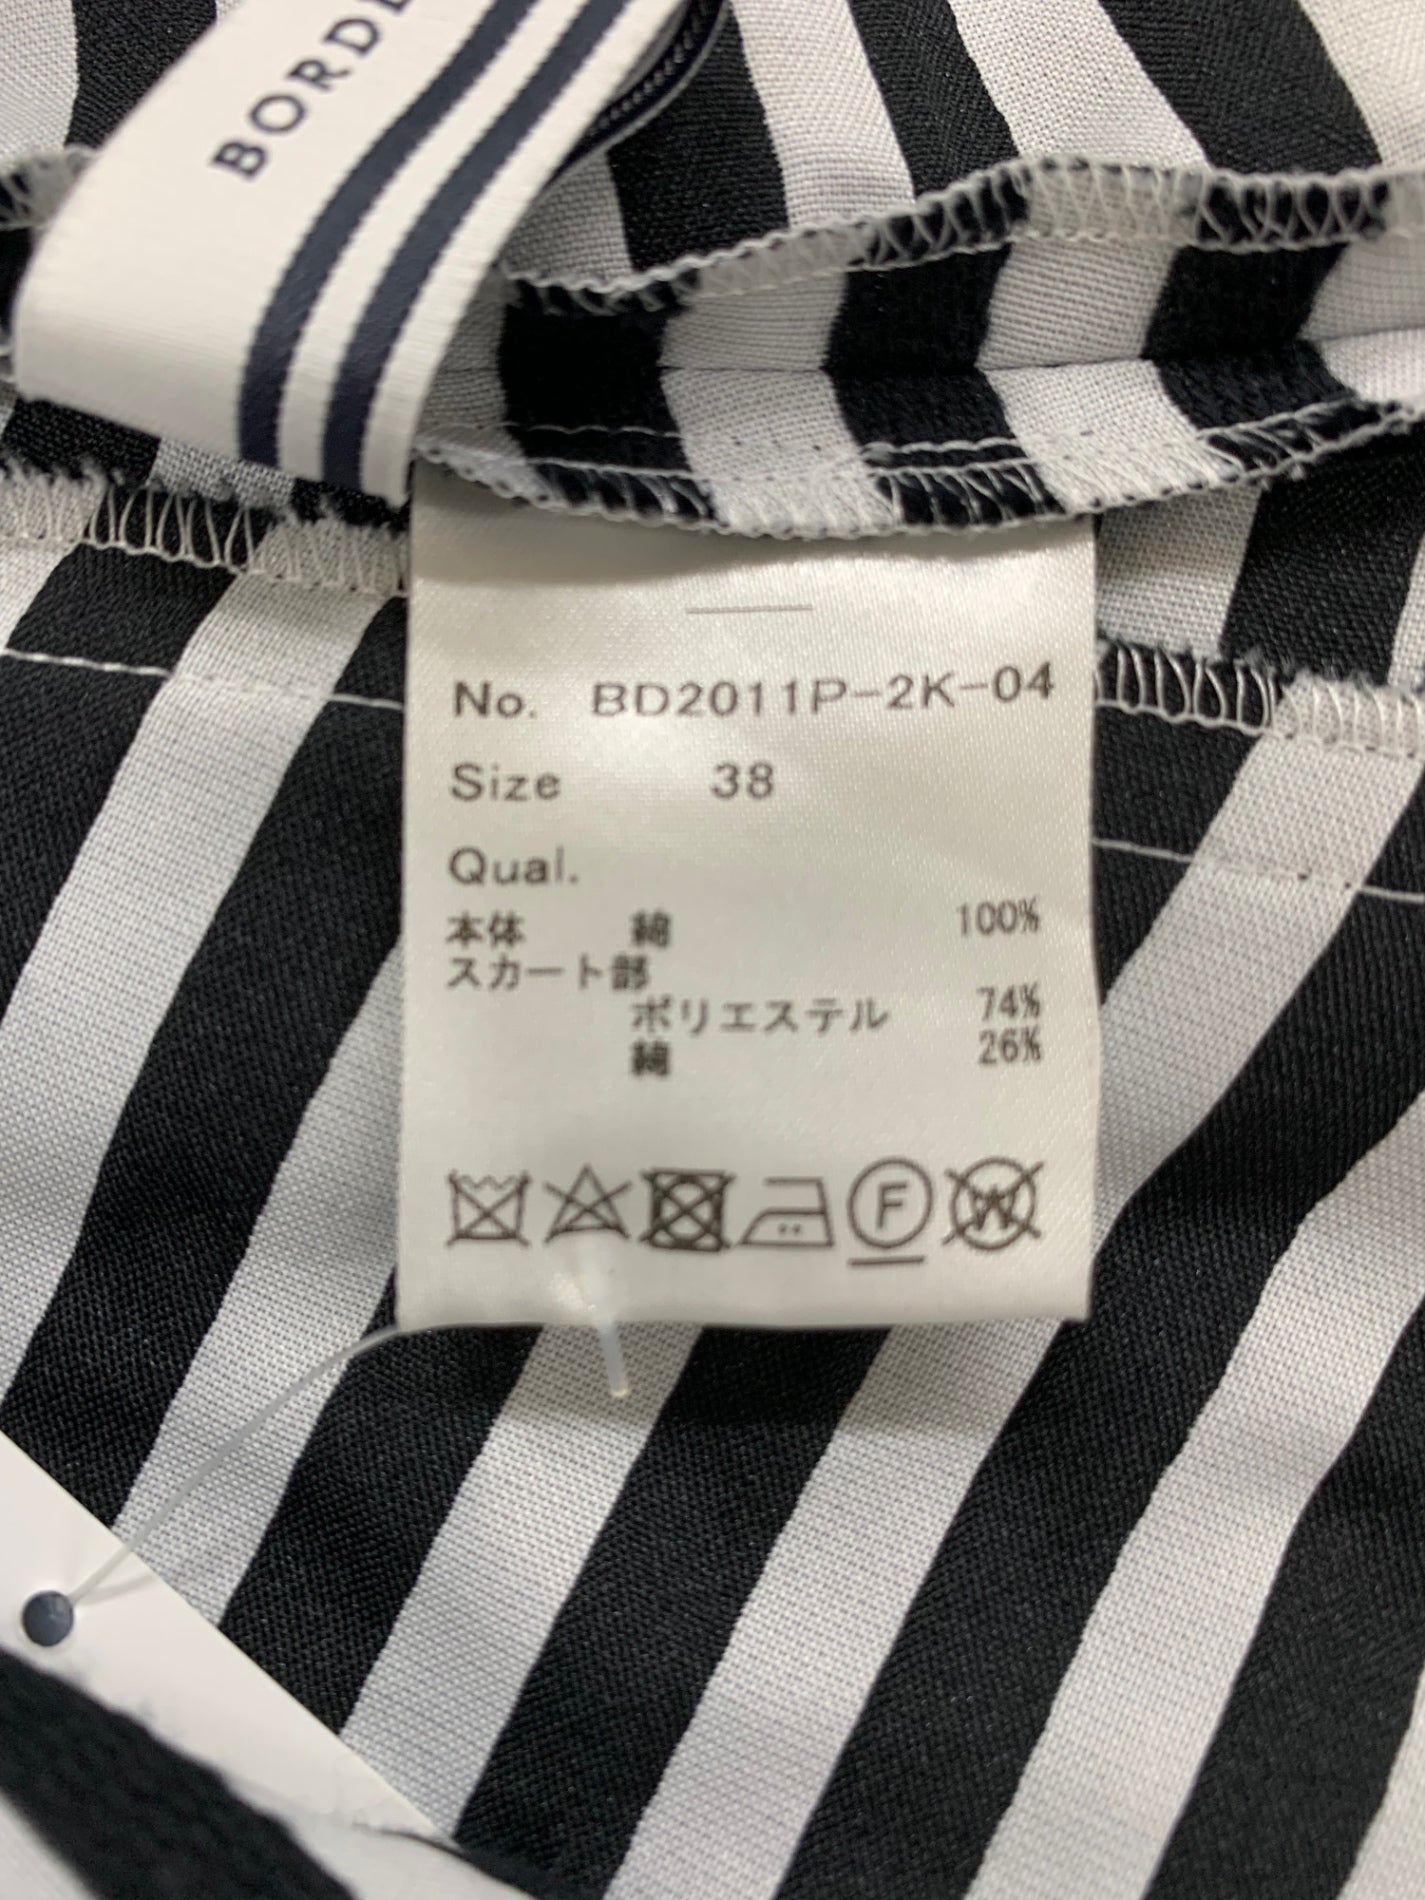 BORD
No. BD2011P-2K-04
Size 38
Qual.
本体 綿 100%
スカート部
ポリエステル 74%
綿 26%
F
W